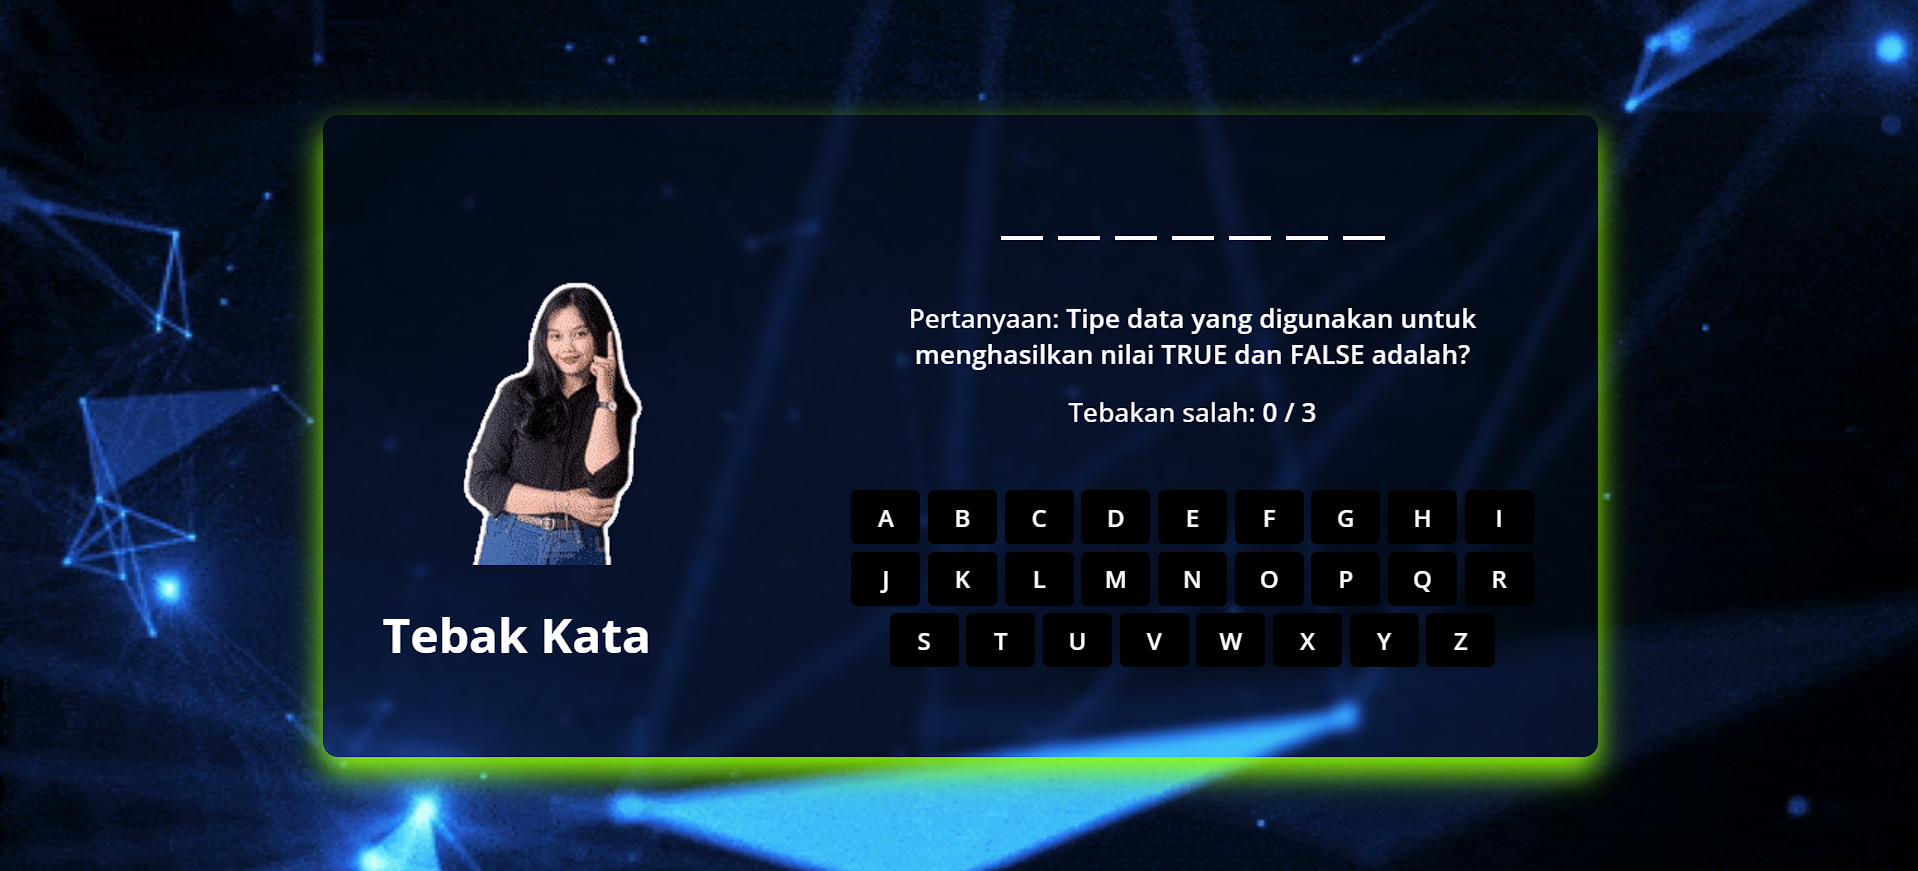 Pertanyaan: Tipe data yang digunakan untuk
menghasilkan nilai TRUE dan FALSE adalah?
Tebakan salah: 0 / 3
A B C D E F G H I
J K L M N O P Q R
S T U V W X Y Z
Tebak Kata